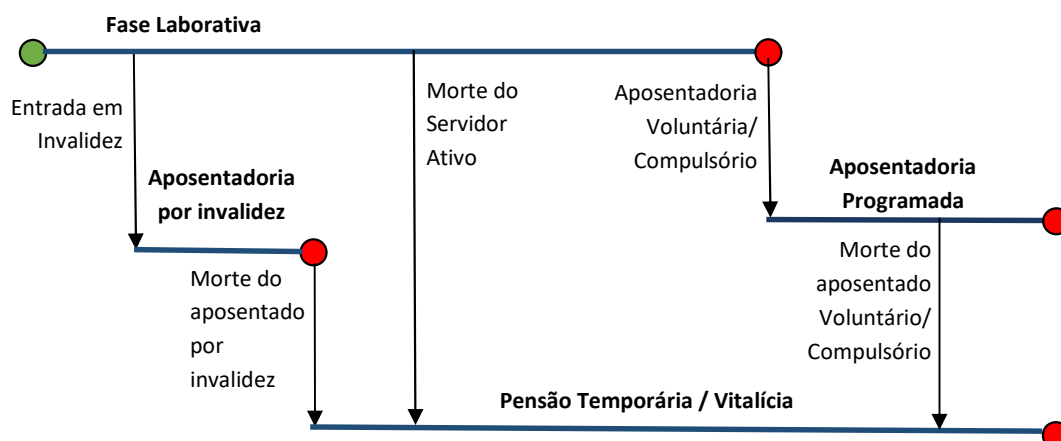 Fase Laborativa
Entrada em
Invalidez
Morte do
Servidor
Ativo
Aposentadoria
Voluntária/
Compulsório
Aposentadoria
por invalidez
Aposentadoria
Programada
Morte do
aposentado
por
invalidez
Morte do
aposentado
Voluntário/
Compulsório
Pensão Temporária / Vitalícia